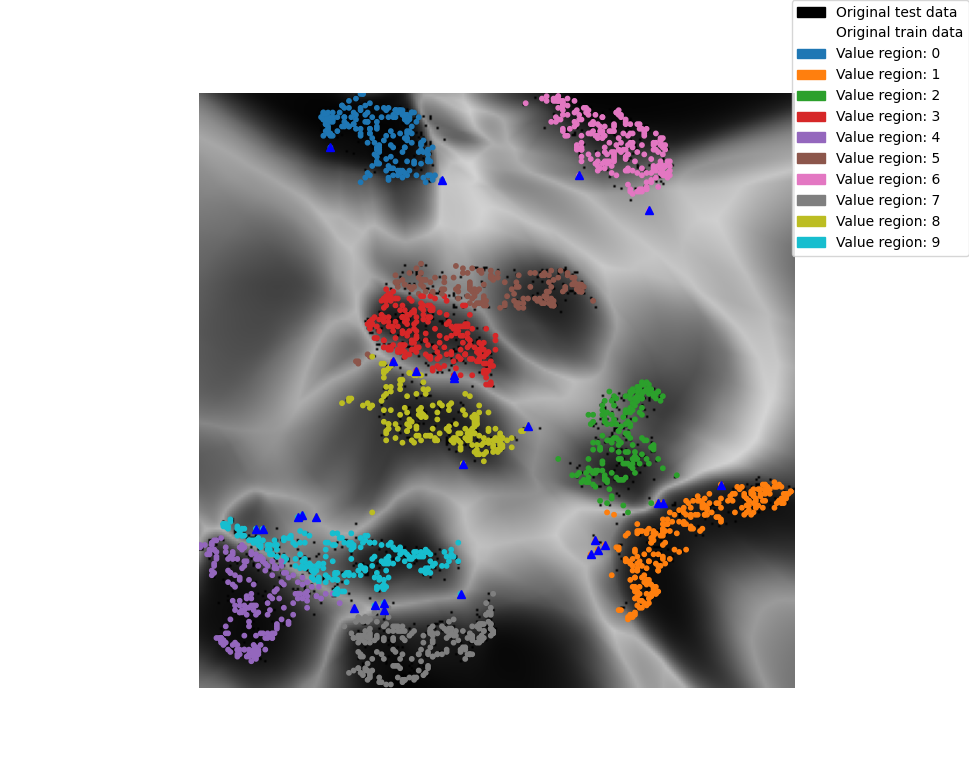 Original test data
Original train data
Value region: 0
Value region: 1
Value region: 2
Value region: 3
Value region: 4
Value region: 5
Value region: 6
Value region: 7
Value region: 8
Value region: 9